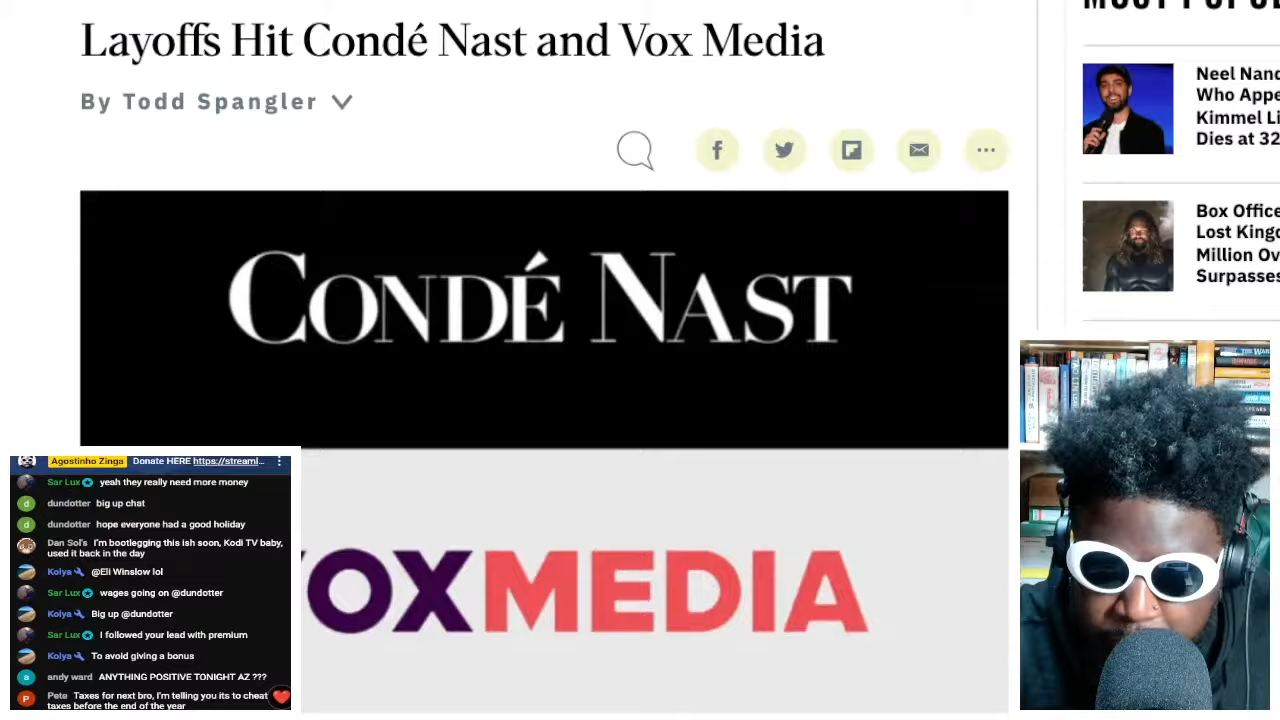 Layoffs Hit Condé Nast and Vox Media
By Todd Spangler
CONDÉ NAST
VOXMEDIA
Neel Nand
Who Appe
Kimmel Li
Dies at 32
Box Office
Lost Kingd
Million Ov
Surpasses
Agostinho Zinga Donate HERE https://streaml...
Sar Lux yeah they really need more money
dundotter big up chat
dundotter hope everyone had a good holiday
Dan Sol's I'm bootlegging this ish soon, Kodi TV baby,
used it back in the day
Kolya @Eli Winslow lol
Sar Lux wages going on @dundotter
Kolya Big up @dundotter
Sar Lux I followed your lead with premium
Kolya To avoid giving a bonus
andy ward ANYTHING POSITIVE TONIGHT AZ ???
Pete Taxes for next bro, I'm telling you its to cheat
taxes before the end of the year